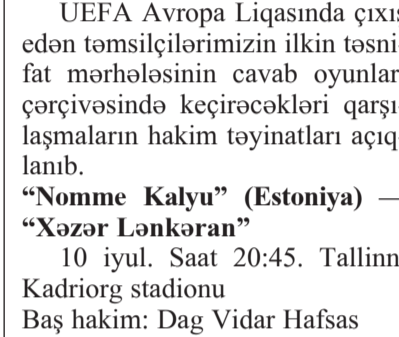 UEFA Avropa Liqasında çıxış
edən təmsilçilərimizin ilkin təsni-
fat mərhələsinin cavab oyunlar
çərçivəsində keçirəcəkləri qarşı-
laşmaların hakim təyinatları açıq-
lanıb.
“Nomme Kalyu” (Estoniya) —
“Xəzər Lənkəran”
10 iyul. Saat 20:45. Tallinn
Kadriorg stadionu
Baş hakim: Dag Vidar Hafsas